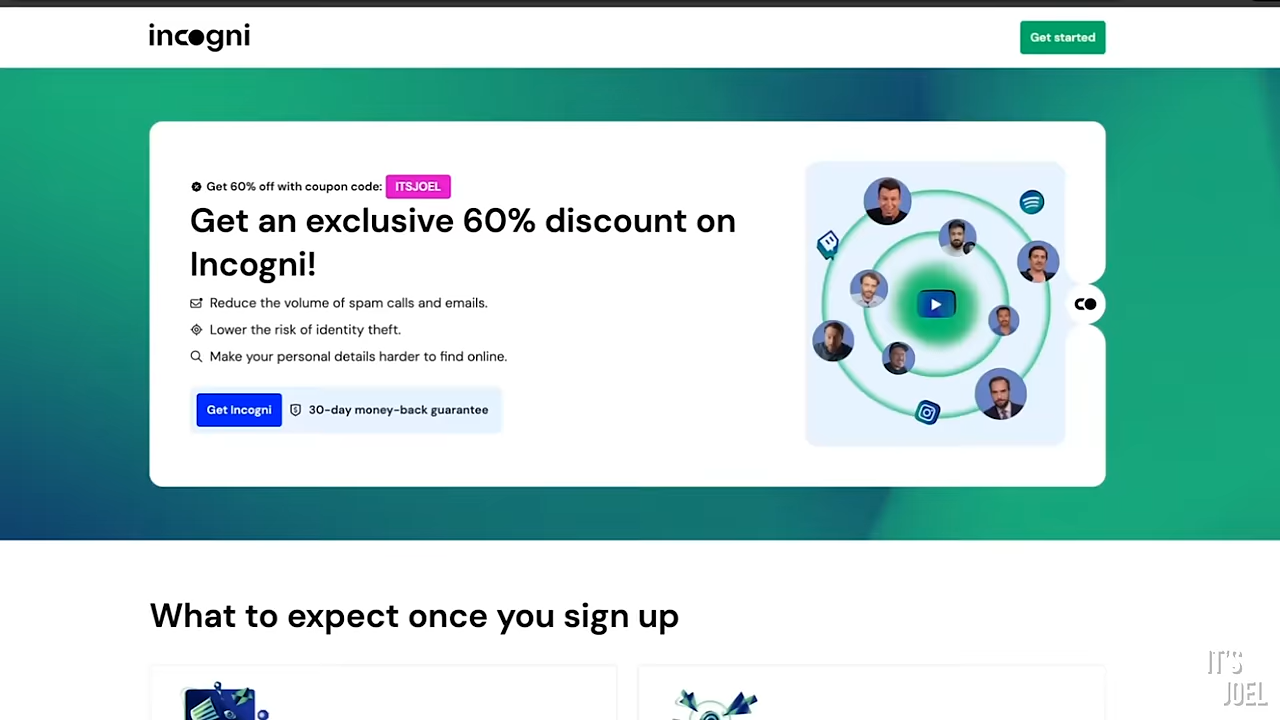 incogni
Get started
Get 60% off with coupon code: ITSJOEL
Get an exclusive 60% discount on
Incogni!
Reduce the volume of spam calls and emails.
Lower the risk of identity theft.
Make your personal details harder to find online.
Get Incogni
30-day money-back guarantee
What to expect once you sign up
IT'S
JOEL